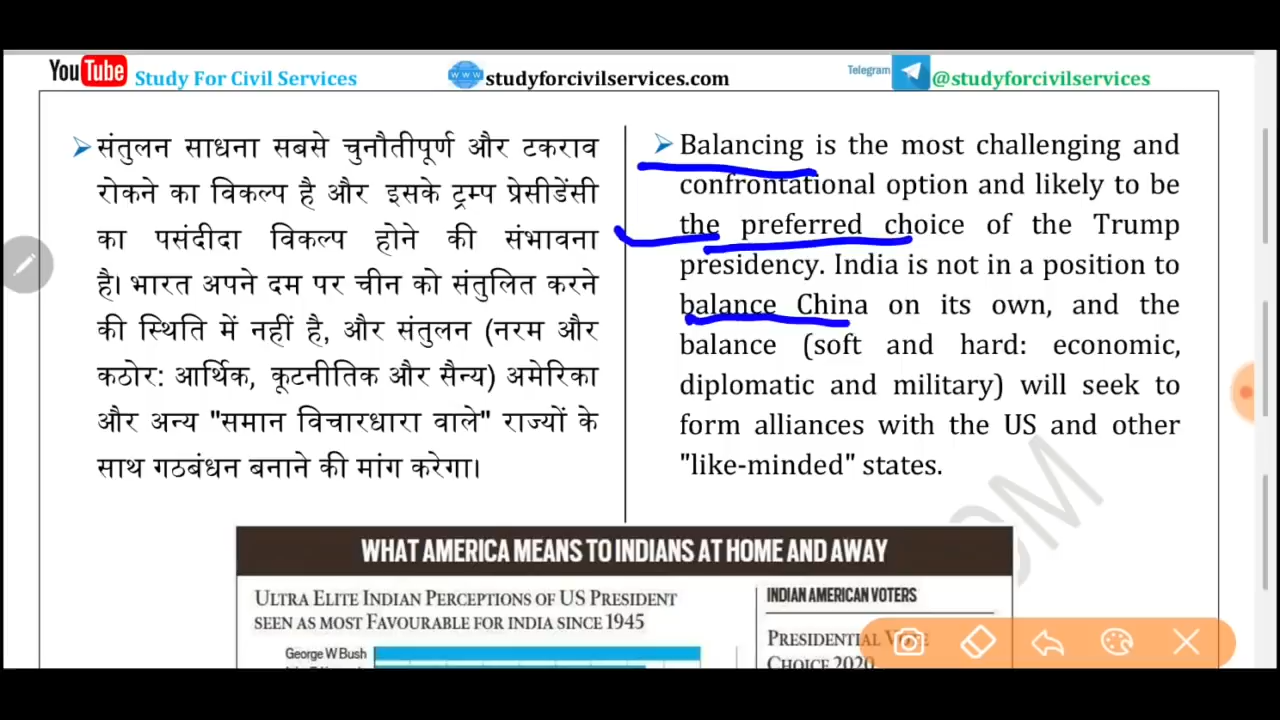 YouTube Study For Civil Services
www studyforcivilservices.com
Telegram @studyforcivilservices
संतुलन साधना सबसे चुनौतीपूर्ण और टकराव
रोकने का विकल्प है और इसके ट्रम्प प्रेसीडेंसी
का पसंदीदा विकल्प होने की संभावना
है। भारत अपने दम पर चीन को संतुलित करने
की स्थिति में नहीं है, और संतुलन (नरम और
कठोर: आर्थिक, कूटनीतिक और सैन्य) अमेरिका
और अन्य "समान विचारधारा वाले" राज्यों के
साथ गठबंधन बनाने की मांग करेगा।
Balancing is the most challenging and
confrontational option and likely to be
the preferred choice of the Trump
presidency. India is not in a position to
balance China on its own, and the
balance (soft and hard: economic,
diplomatic and military) will seek to
form alliances with the US and other
"like-minded" states.
WHAT AMERICA MEANS TO INDIANS AT HOME AND AWAY
ULTRA ELITE INDIAN PERCEPTIONS OF US PRESIDENT
SEEN AS MOST FAVOURABLE FOR INDIA SINCE 1945
George W Bush
INDIAN AMERICAN VOTERS
PRESIDENTIAL VOTE
CHOICE 2020